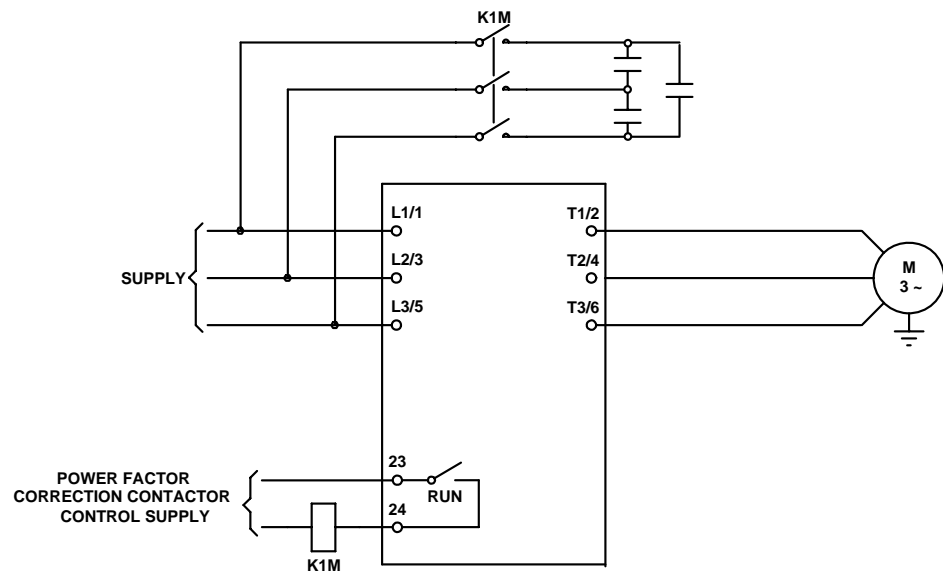 K1M
L1/1
T1/2
L2/3
T2/4
M
3 ~
SUPPLY
L3/5
T3/6
23
POWER FACTOR
CORRECTION CONTACTOR
CONTROL SUPPLY
RUN
24
K1M